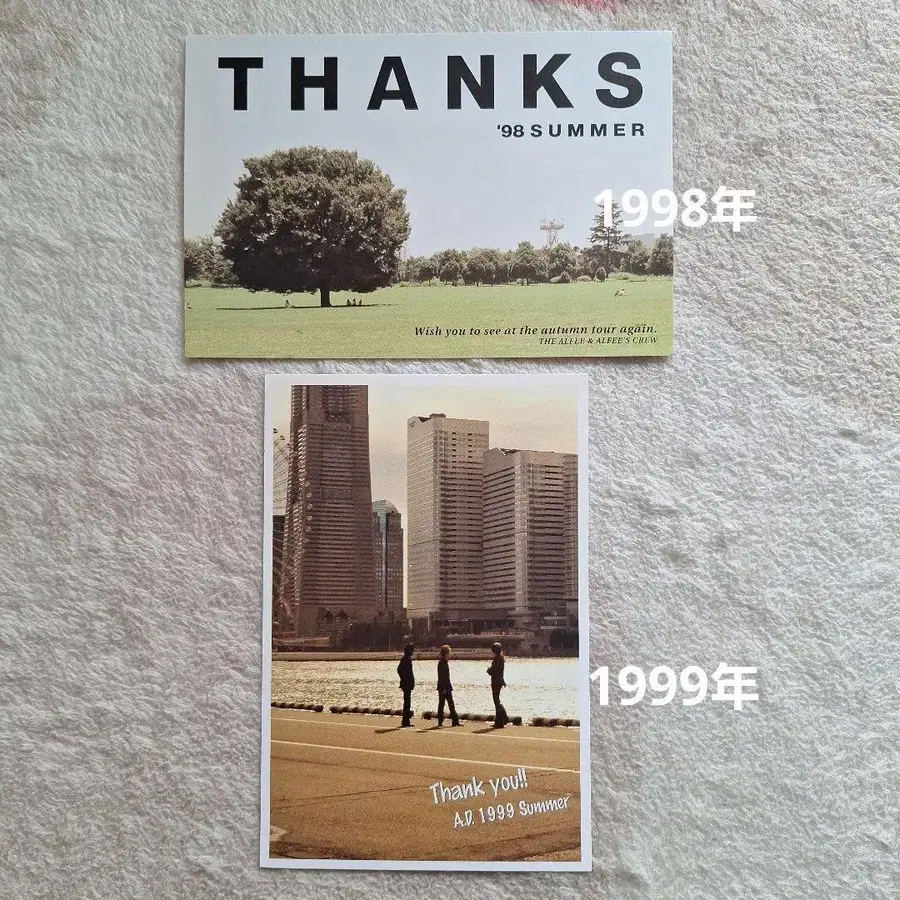 THANKS
'98 SUMMER
1998年
Wish you to see at the autumn tour again.
THE ALFEE & ALFEE'S CREW
1999年
Thank you!!
A.D. 1999 Summer